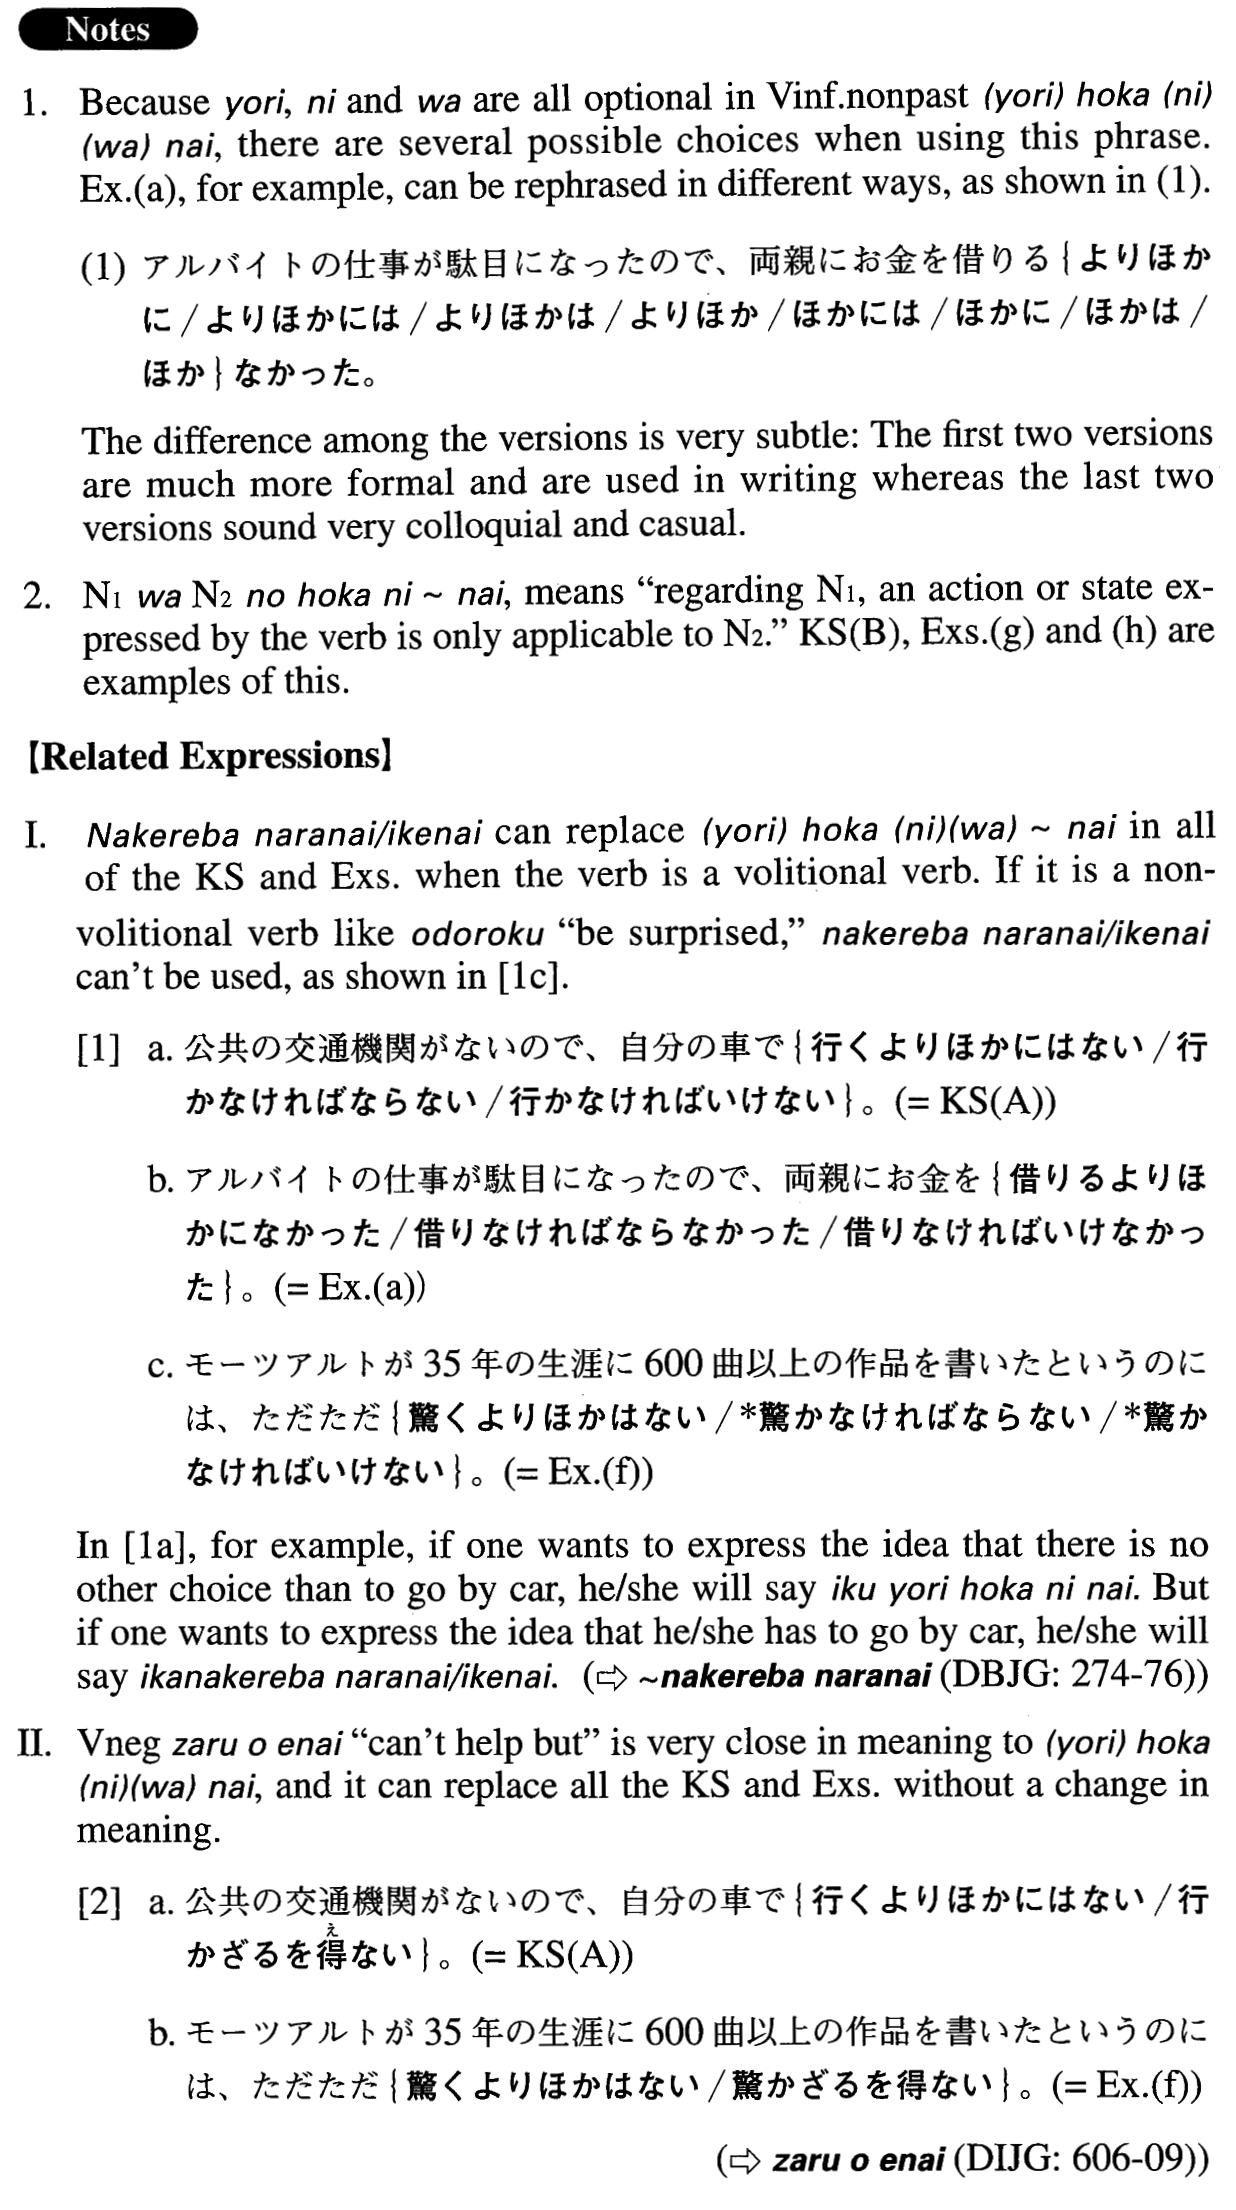 Notes
1. Because yori, ni and wa are all optional in Vinf.nonpast (yori) hoka (ni)
(wa) nai, there are several possible choices when using this phrase.
Ex.(a), for example, can be rephrased in different ways, as shown in (1).
(1) アルバイトの仕事が駄目になったので、両親にお金を借りる{よりほか
に/よりほかには/よりほかは/よりほか/ほかには/ほかに/ほかは/
ほか}なかった。
The difference among the versions is very subtle: The first two versions
are much more formal and are used in writing whereas the last two
versions sound very colloquial and casual.
2. N1 wa N2 no hoka ni ~ nai, means “regarding N1, an action or state ex-
pressed by the verb is only applicable to N2.” KS(B), Exs.(g) and (h) are
examples of this.
【Related Expressions】
I. Nakereba naranai/ikenai can replace (yori) hoka (ni)(wa) ~ nai in all
of the KS and Exs. when the verb is a volitional verb. If it is a non-
volitional verb like odoroku “be surprised,” nakereba naranai/ikenai
can’t be used, as shown in [1c].
[1] a. 公共の交通機関がないので、自分の車で{行くよりほかにはない/行
かなければならない/行かなければいけない}。(= KS(A))
b. アルバイトの仕事が駄目になったので、両親にお金を{借りるよりほ
かになかった/借りなければならなかった/借りなければいけなかっ
た}。(= Ex.(a))
c. モーツアルトが 35 年の生涯に 600 曲以上の作品を書いたというのに
は、ただただ{驚くよりほかはない/*驚かなければならない/*驚か
なければいけない}。(= Ex.(f))
In [1a], for example, if one wants to express the idea that there is no
other choice than to go by car, he/she will say iku yori hoka ni nai. But
if one wants to express the idea that he/she has to go by car, he/she will
say ikanakereba naranai/ikenai. (⇨ ~nakereba naranai (DBJG: 274-76))
II. Vneg zaru o enai “can’t help but” is very close in meaning to (yori) hoka
(ni)(wa) nai, and it can replace all the KS and Exs. without a change in
meaning.
[2] a. 公共の交通機関がないので、自分の車で{行くよりほかにはない/行
え
かざるを得ない}。(= KS(A))
b. モーツアルトが 35 年の生涯に 600 曲以上の作品を書いたというのに
は、ただただ{驚くよりほかはない/驚かざるを得ない}。(= Ex.(f))
(⇨ zaru o enai (DIJG: 606-09))